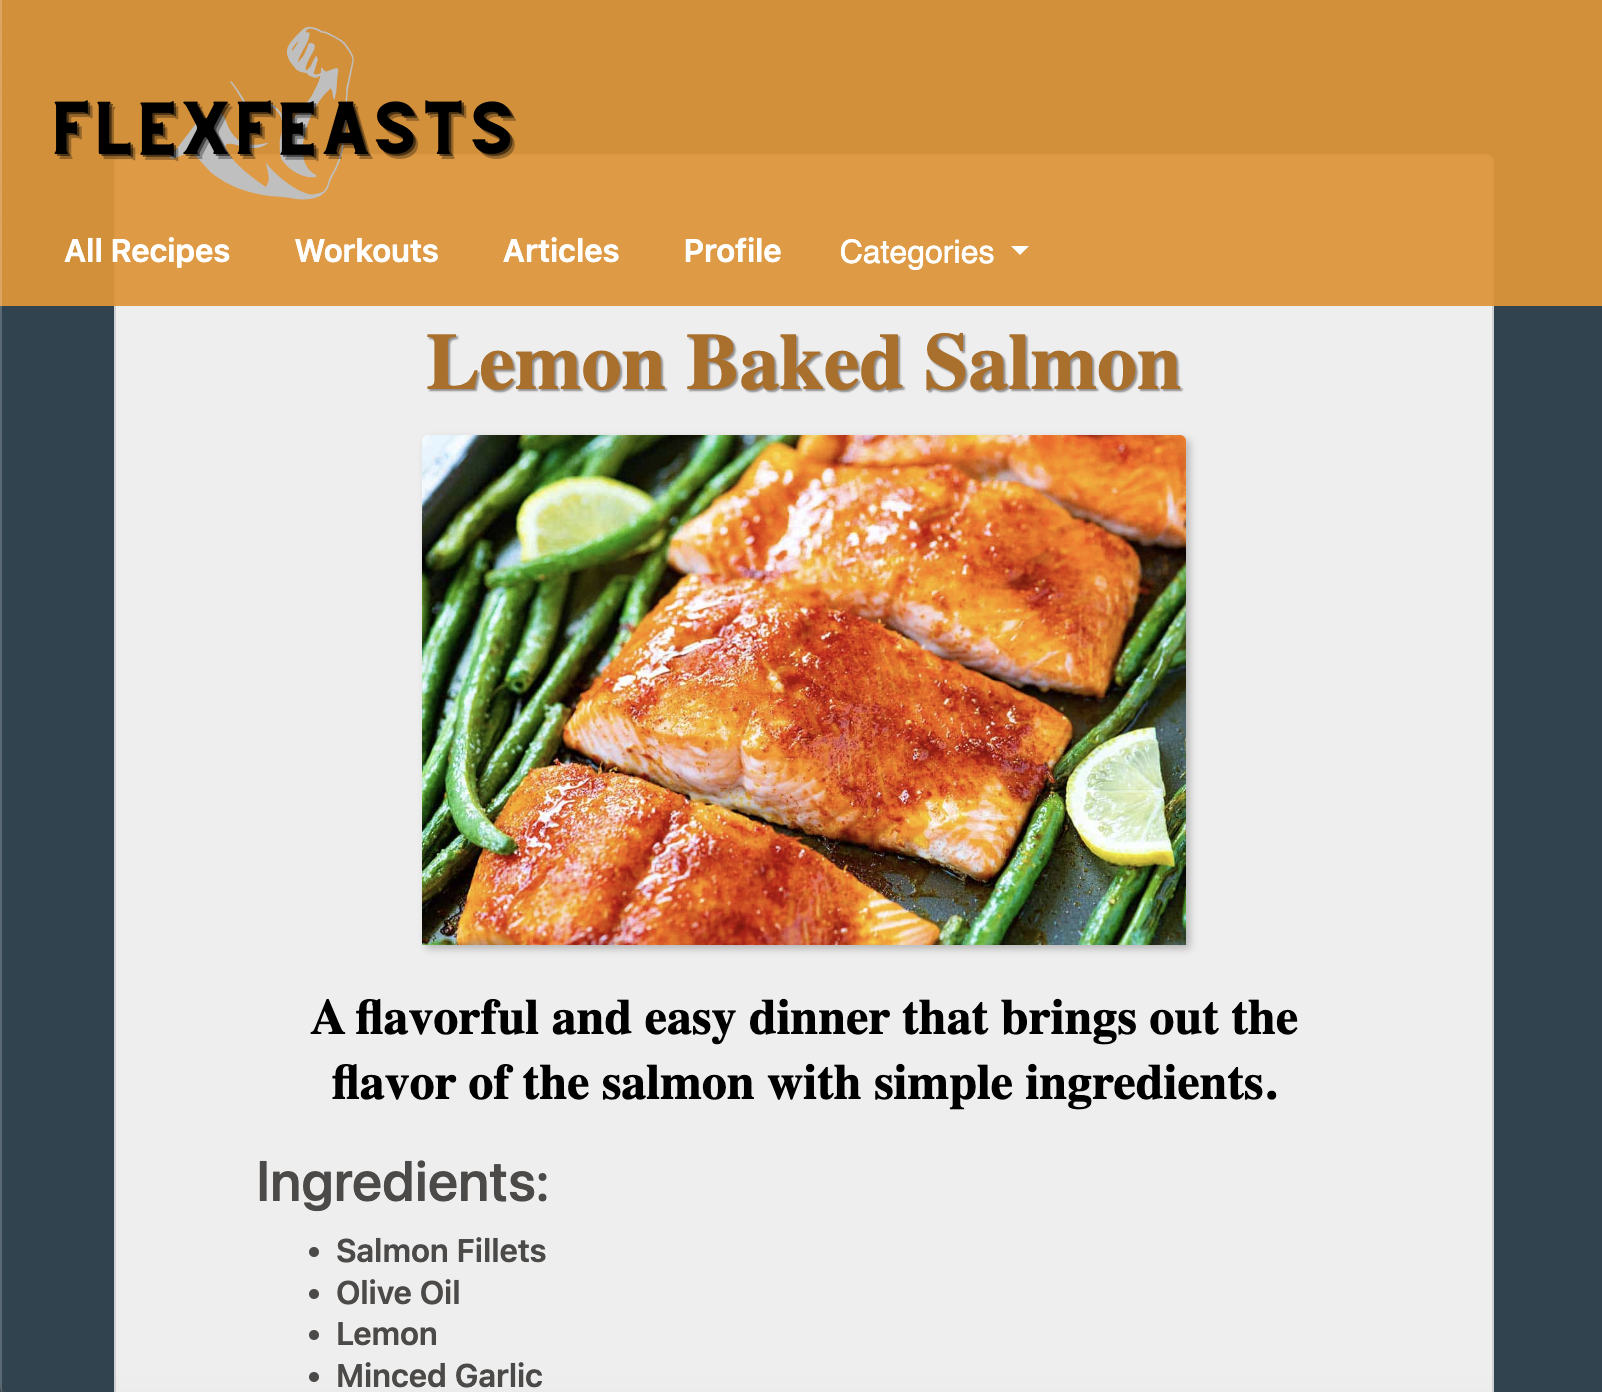 FLEXFEASTS
All Recipes Workouts Articles Profile Categories
Lemon Baked Salmon
A flavorful and easy dinner that brings out the
flavor of the salmon with simple ingredients.
Ingredients:
• Salmon Fillets
• Olive Oil
• Lemon
• Minced Garlic